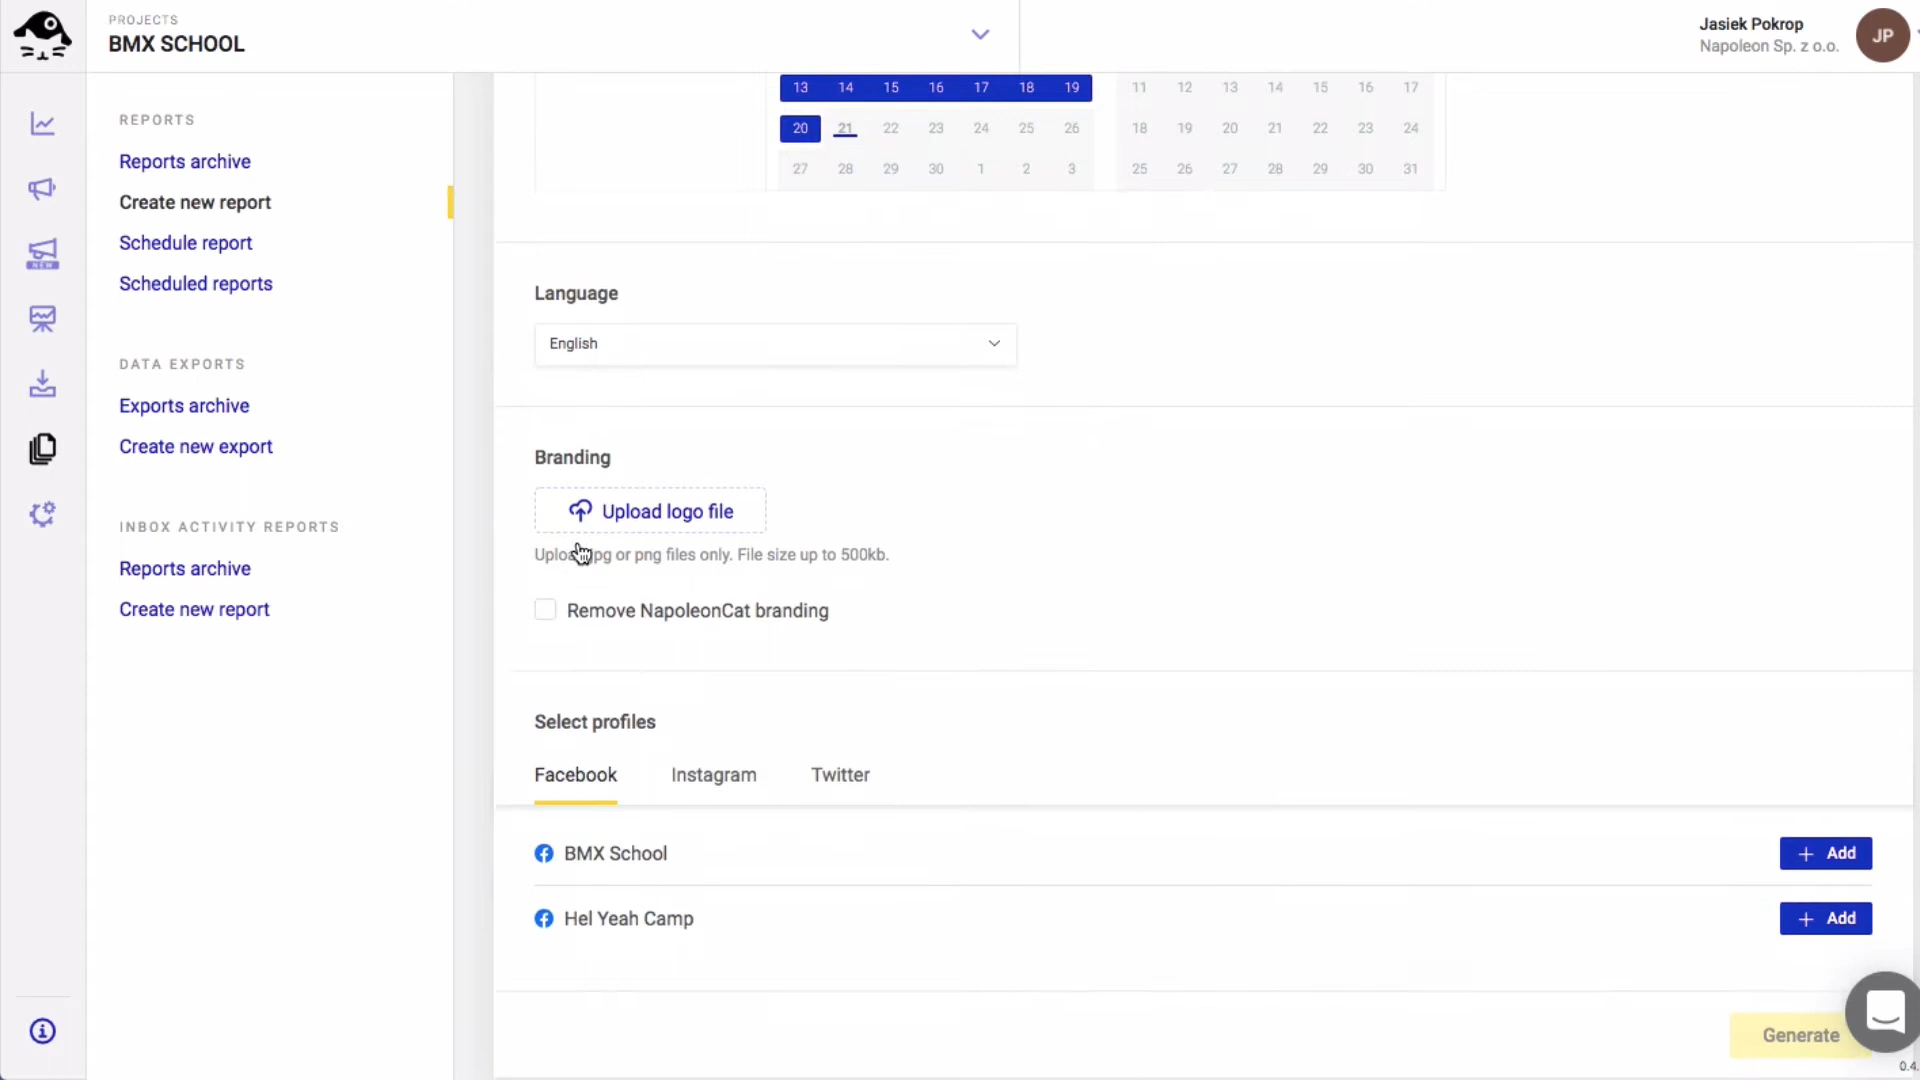 PROJECTS
BMX SCHOOL
Jasiek Pokrop
Napoleon Sp. z o.o.
JP
NEW
REPORTS
Reports archive
Create new report
Schedule report
Scheduled reports
DATA EXPORTS
Exports archive
Create new export
INBOX ACTIVITY REPORTS
Reports archive
Create new report
13 14 15 16 17 18 19
20 21 22 23 24 25 26
27 28 29 30 1 2 3
11 12 13 14 15 16 17
18 19 20 21 22 23 24
25 26 27 28 29 30 31
Language
English
Branding
Upload logo file
Upload jpg or png files only. File size up to 500kb.
Remove NapoleonCat branding
Select profiles
Facebook Instagram Twitter
BMX School
+ Add
Hel Yeah Camp
+ Add
Generate
0.4.